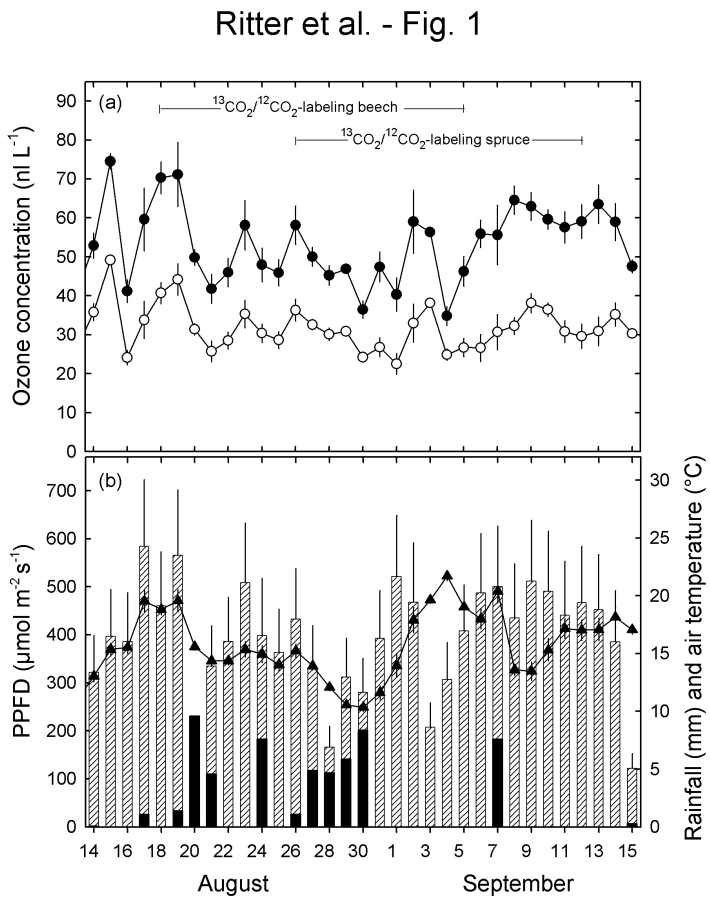 Ritter et al. - Fig. 1
(a)
¹³CO₂/¹²CO₂-labeling beech
¹³CO₂/¹²CO₂-labeling spruce
Ozone concentration (nl L⁻¹)
90
80
70
60
50
40
30
20
10
0
(b)
PPFD (µmol m⁻² s⁻¹)
700
600
500
400
300
200
100
0
Rainfall (mm) and air temperature (°C)
30
25
20
15
10
5
0
14 16 18 20 22 24 26 28 30 1 3 5 7 9 11 13 15
August September